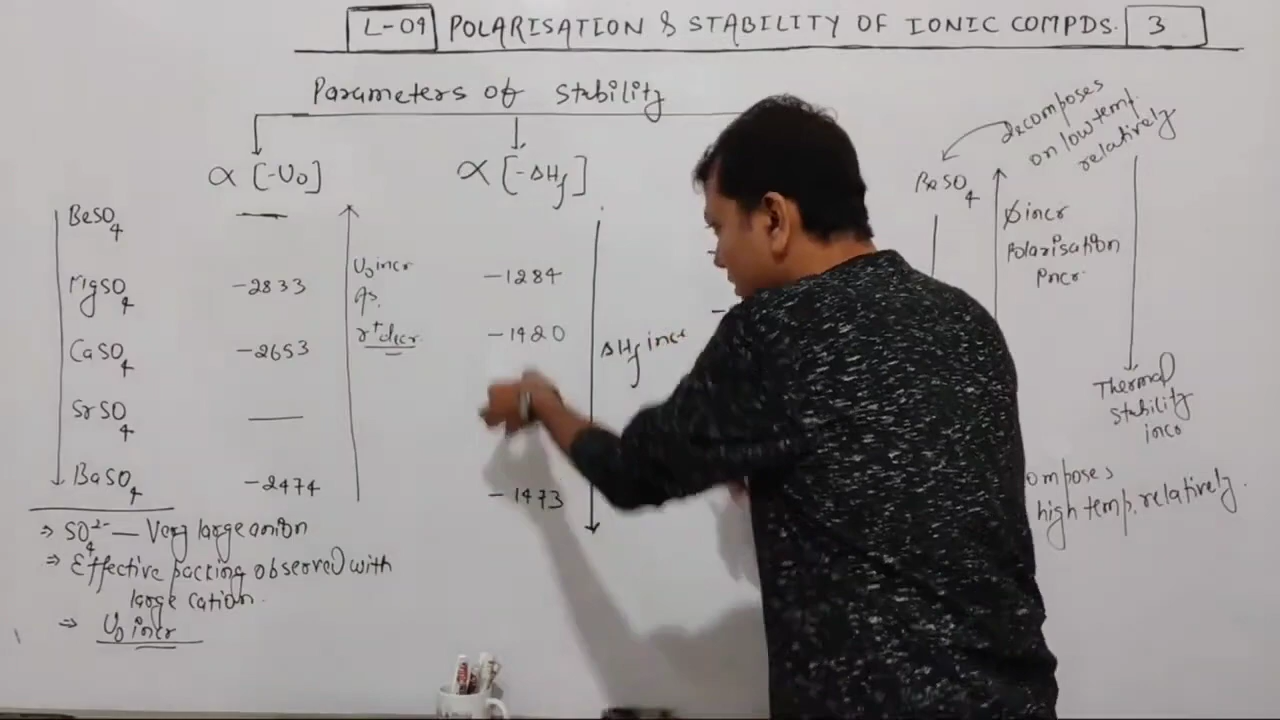 L-09 POLARISATION & STABILITY OF IONIC COMPDS. 3
Parameters of Stability
∝ [-U₀]
∝ [-ΔHf]
BeSO₄ —
MgSO₄ -2833 -1284
CaSO₄ -2653 -1420
SrSO₄ —
BaSO₄ -2474 -1473
U₀ incr
as
r⁺ decr.
ΔHf incr
⇒ SO₄²⁻ — Very large anion
⇒ Effective packing observed with
large cation.
⇒ U₀ incr
decomposes
on low temp.
relatively
BeSO₄
ϕ incr
Polarisation
incr.
Thermal
Stability
incr
omposes
high temp. relatively.